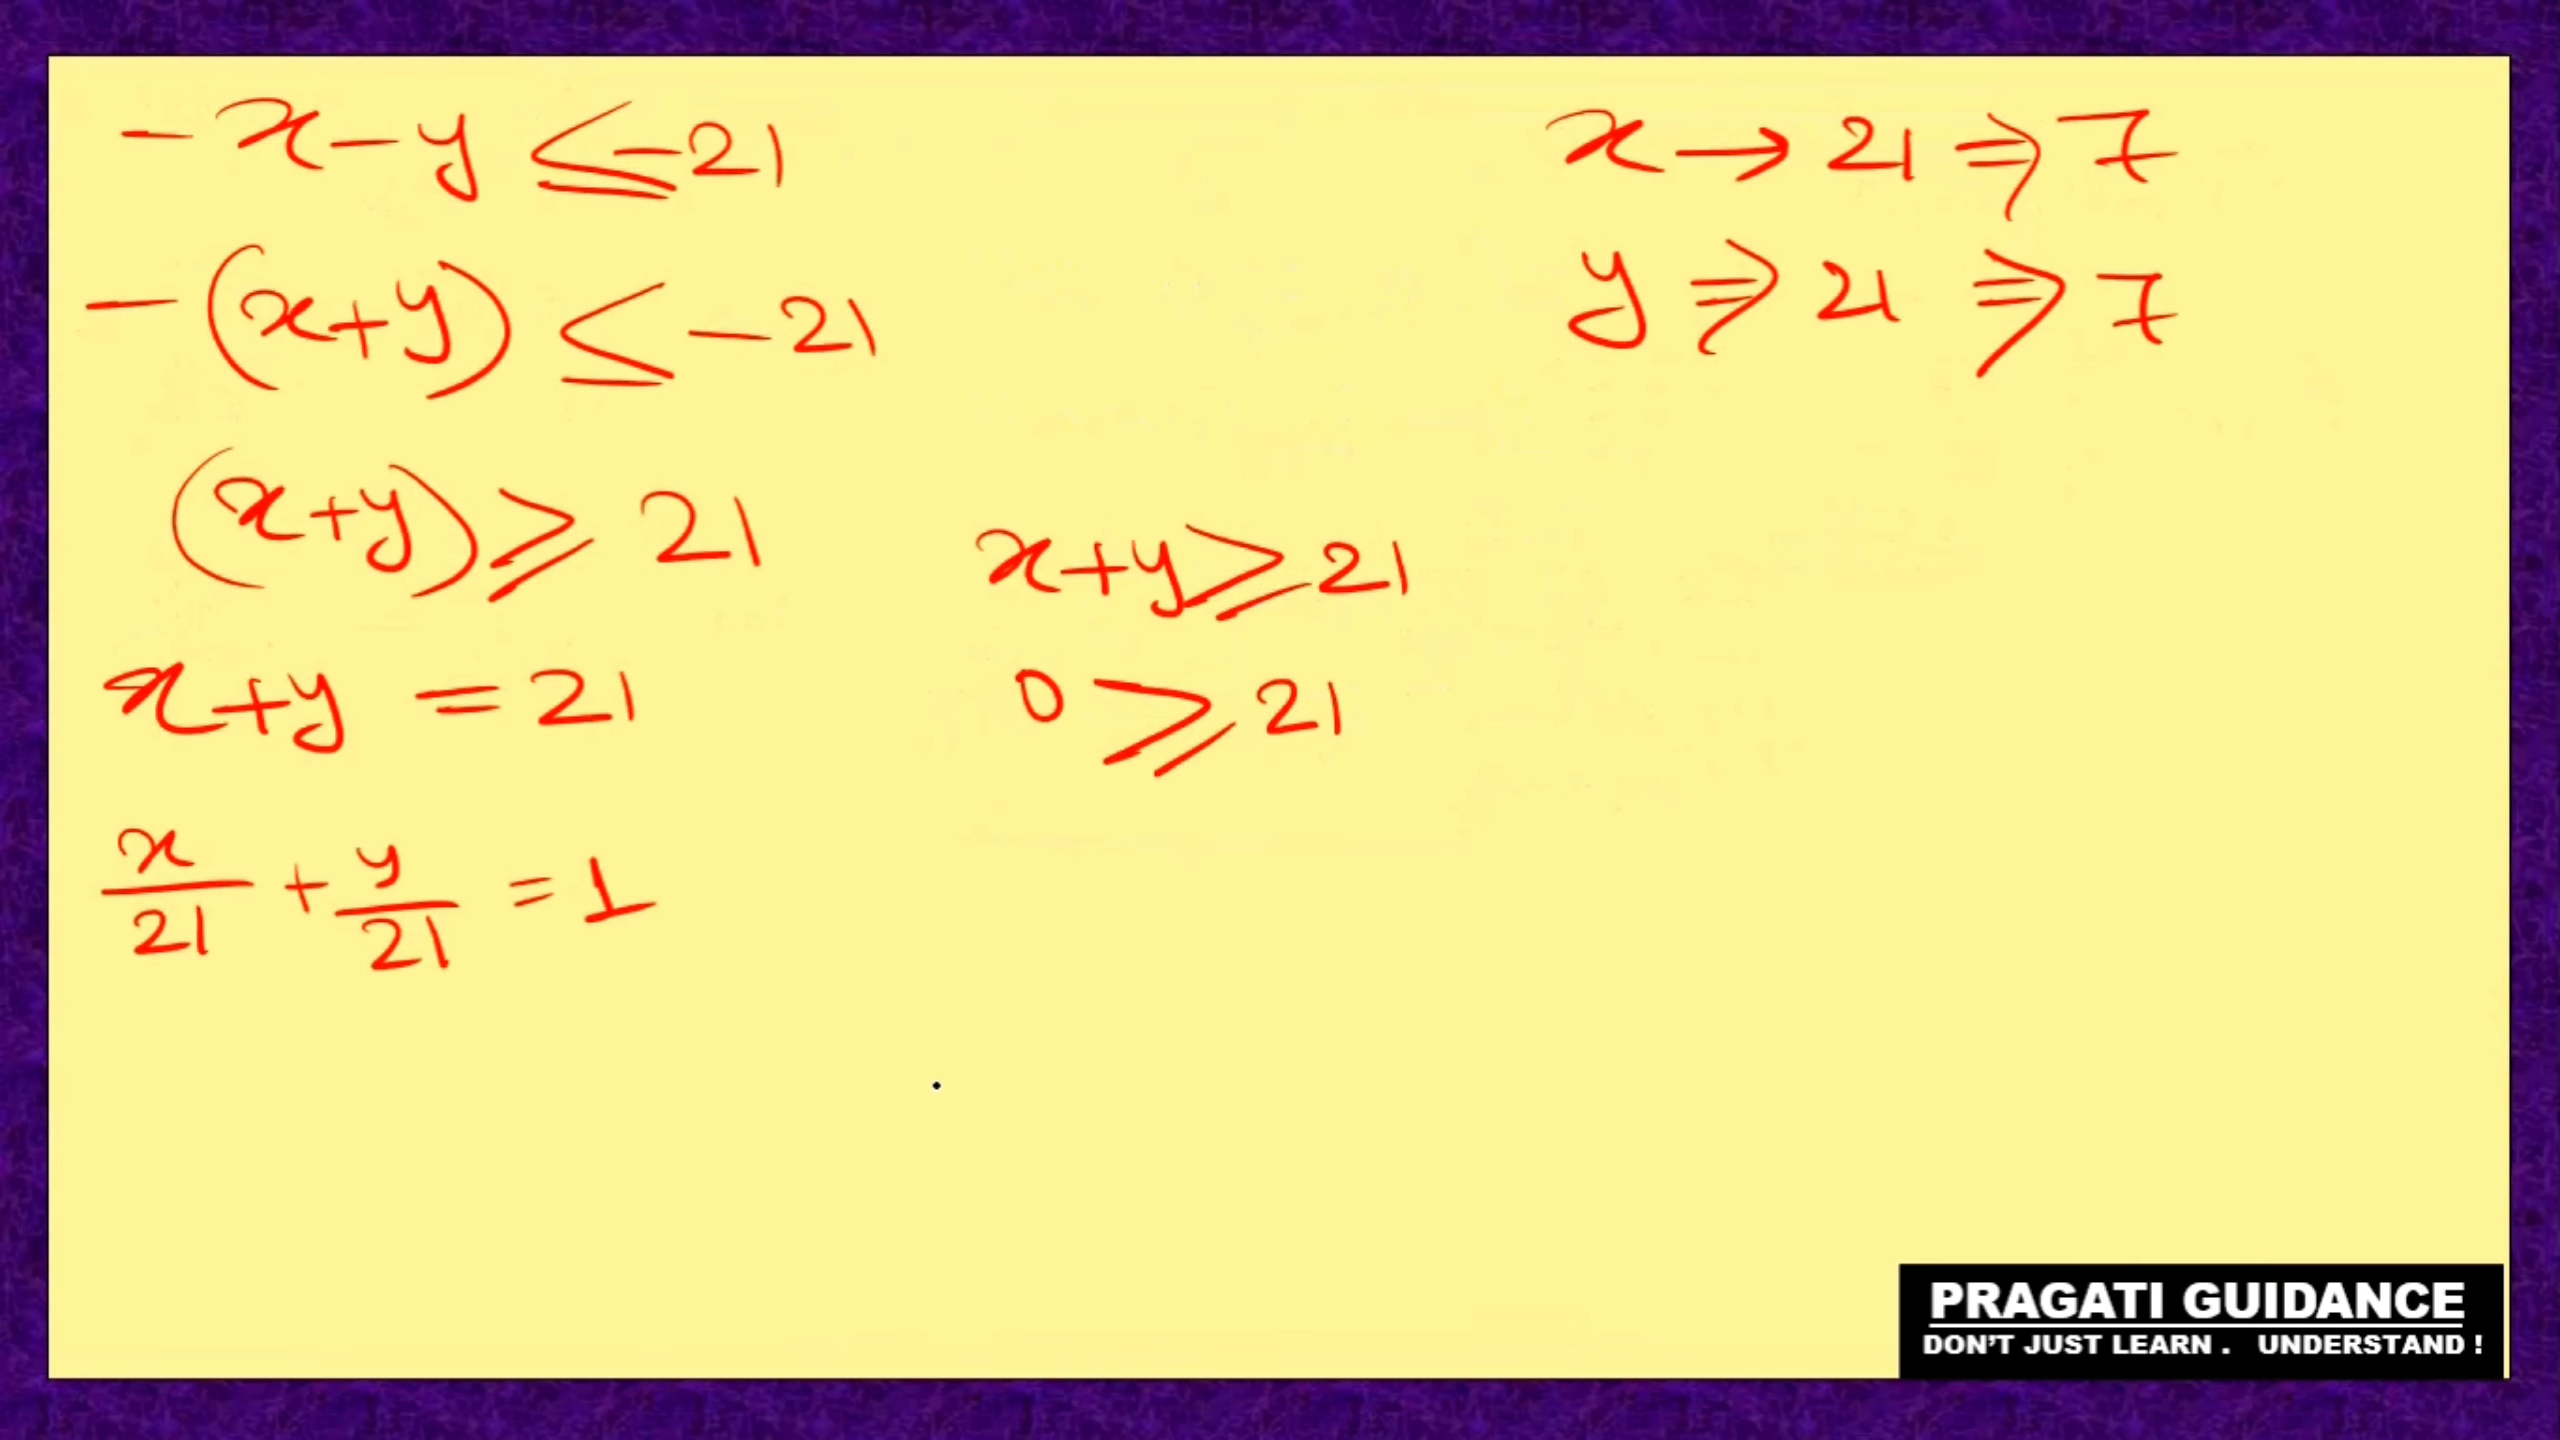 -x-y ≤ -21
-(x+y) ≤ -21
(x+y) ≥ 21
x+y = 21
x/21 + y/21 = 1
x+y ≥ 21
0 ≥ 21
x → 21 ⇒ 7
y ⇒ 21 ⇒ 7
PRAGATI GUIDANCE
DON'T JUST LEARN . UNDERSTAND !